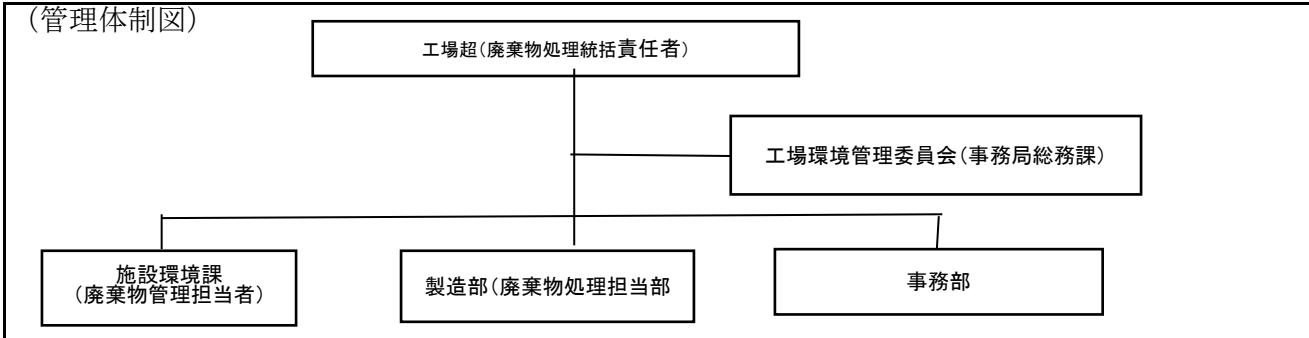 （管理体制図）
工場超（廃棄物処理統括責任者）
工場環境管理委員会（事務局総務課）
施設環境課
（廃棄物管理担当者）
製造部（廃棄物処理担当部
事務部